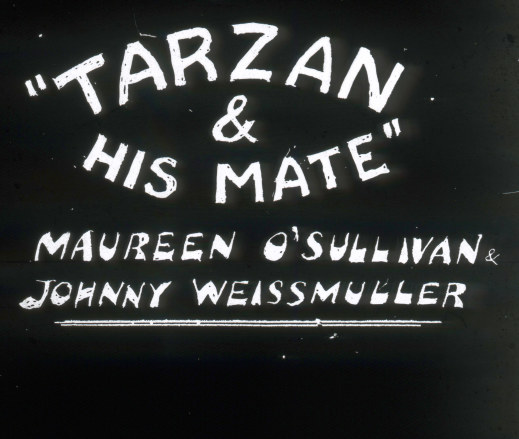 "TARZAN
&
HIS MATE"
MAUREEN O'SULLIVAN &
JOHNNY WEISSMULLER